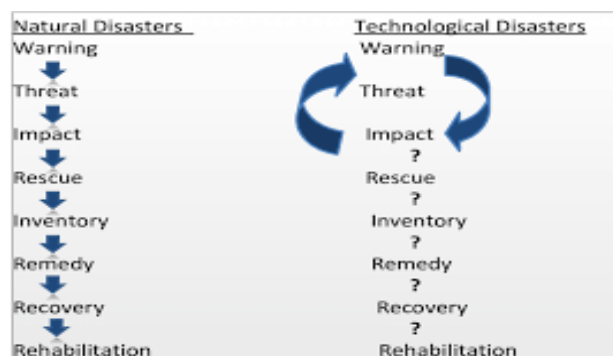 Natural Disasters
Warning
Threat
Impact
Rescue
Inventory
Remedy
Recovery
Rehabilitation
Technological Disasters
Warning
Threat
Impact
?
Rescue
?
Inventory
?
Remedy
?
Recovery
?
Rehabilitation